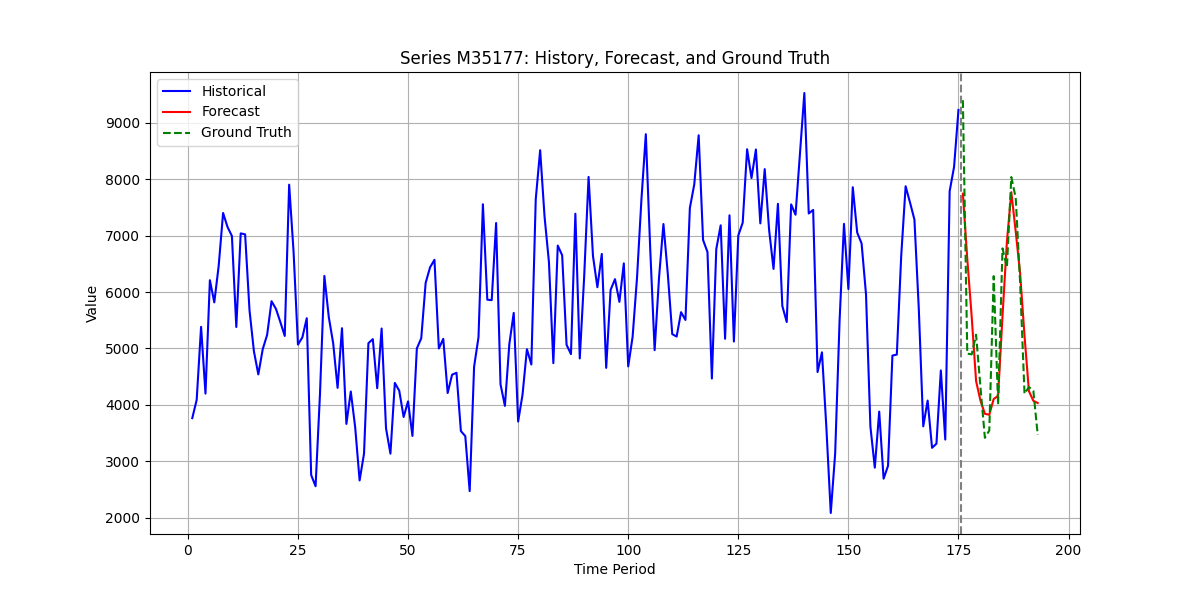 Series M35177: History, Forecast, and Ground Truth
Historical
Forecast
Ground Truth
9000
8000
7000
6000
5000
4000
3000
2000
Value
0 25 50 75 100 125 150 175 200
Time Period